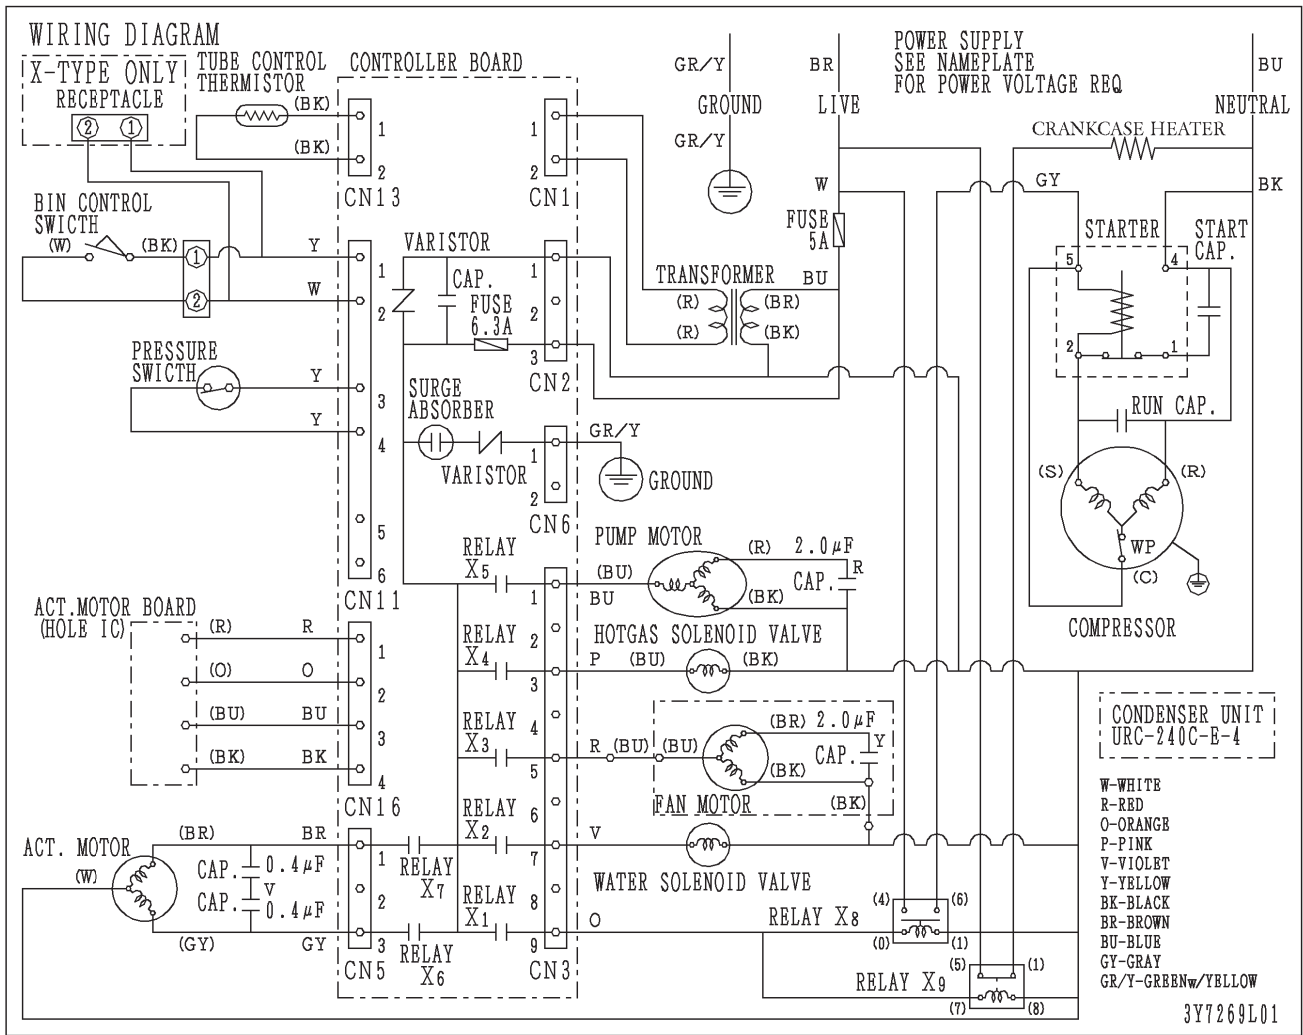 WIRING DIAGRAM
X-TYPE ONLY
RECEPTACLE
2 1
TUBE CONTROL
THERMISTOR
(BK)
(BK)
CONTROLLER BOARD
1
2
CN13
1
2
CN1
GR/Y
GROUND
GR/Y
BR
LIVE
POWER SUPPLY
SEE NAMEPLATE
FOR POWER VOLTAGE REQ
BU
NEUTRAL
CRANKCASE HEATER
W
GY
BK
FUSE
5A
BIN CONTROL
SWICTH
(W)
(BK)
1
2
Y
W
1
2
VARISTOR
CAP.
FUSE
6.3A
1
2
3
CN2
TRANSFORMER
(R)
(R)
(BR)
(BK)
BU
STARTER
START
CAP.
5
4
2
1
RUN CAP.
PRESSURE
SWICTH
Y
Y
3
4
5
6
CN11
SURGE
ABSORBER
VARISTOR
1
2
CN6
GR/Y
GROUND
(S)
(R)
WP
(C)
COMPRESSOR
PUMP MOTOR
(BU)
BU
(R)
(BK)
2.0μF
CAP.
R
RELAY
X5
1
2
HOTGAS SOLENOID VALVE
RELAY
X4
3
P
(BU)
(BK)
4
ACT.MOTOR BOARD
(HOLE IC)
(R)
R
1
(O)
O
2
(BU)
BU
3
(BK)
BK
4
CN16
RELAY
X3
5
R
(BU)
(BU)
(BR)
(BK)
2.0μF
CAP.
Y
(BK)
FAN MOTOR
6
RELAY
X2
7
V
WATER SOLENOID VALVE
8
RELAY
X1
9
O
CN3
ACT. MOTOR
(BR)
BR
(W)
CAP.
0.4μF
V
CAP.
0.4μF
(GY)
GY
1
2
3
CN5
RELAY
X7
RELAY
X6
RELAY X8
(4)
(6)
(0)
(1)
RELAY X9
(5)
(1)
(7)
(8)
CONDENSER UNIT
URC-240C-E-4
W-WHITE
R-RED
O-ORANGE
P-PINK
V-VIOLET
Y-YELLOW
BK-BLACK
BR-BROWN
BU-BLUE
GY-GRAY
GR/Y-GREENw/YELLOW
3Y7269L01